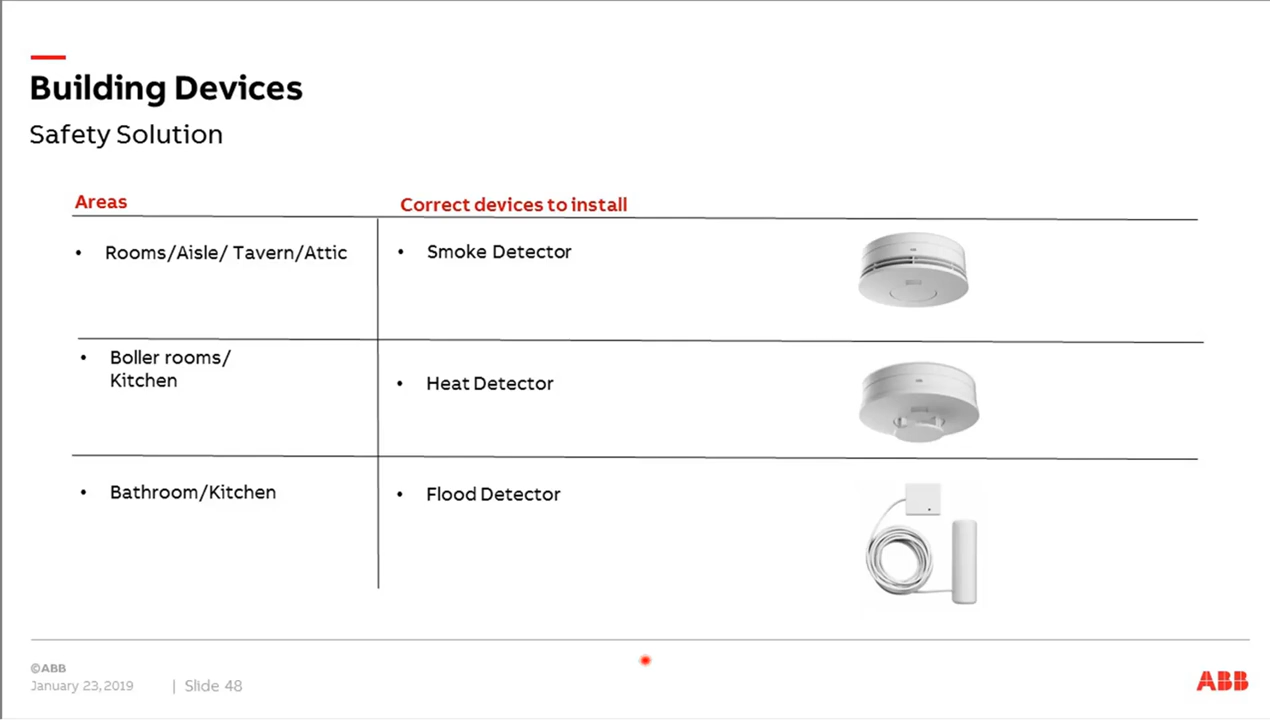 Building Devices
Safety Solution
Areas
Correct devices to install
• Rooms/Aisle/ Tavern/Attic
• Smoke Detector
• Boller rooms/
Kitchen
• Heat Detector
• Bathroom/Kitchen
• Flood Detector
©ABB
January 23, 2019 | Slide 48
ABB